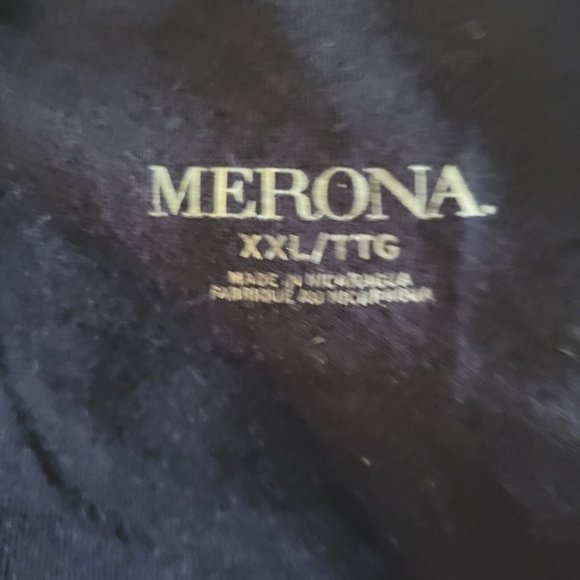 MERONA.
XXL/TTG
MADE IN NICARAGUA
FABRIQUÉ AU NICARAGUA